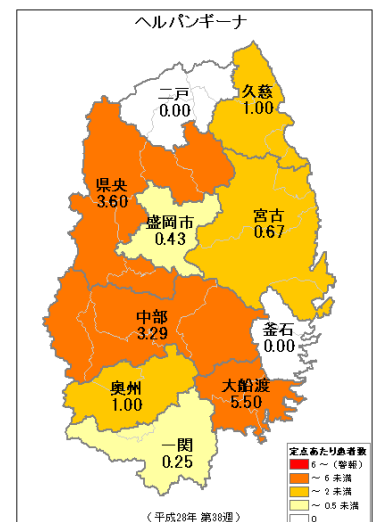 ヘルパンギーナ
二戸
0.00
久慈
1.00
県央
3.60
盛岡市
0.43
宮古
0.67
中部
3.29
釜石
0.00
奥州
1.00
大船渡
5.50
一関
0.25
定点あたり患者数
6～（警報）
～ 6 未満
～ 2 未満
～ 0.5 未満
0
（平成28年 第38週）